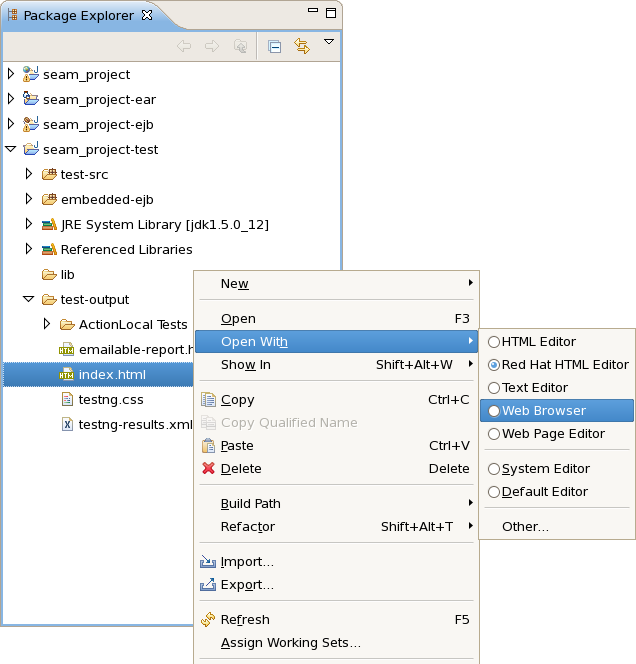 Package Explorer
seam_project
seam_project-ear
seam_project-ejb
seam_project-test
test-src
embedded-ejb
JRE System Library [jdk1.5.0_12]
Referenced Libraries
lib
test-output
ActionLocal Tests
emailable-report.h
index.html
testng.css
testng-results.xml
New
Open F3
Open With
Show In Shift+Alt+W
Copy Ctrl+C
Copy Qualified Name
Paste Ctrl+V
Delete Delete
Build Path
Refactor Shift+Alt+T
Import...
Export...
Refresh F5
Assign Working Sets...
HTML Editor
Red Hat HTML Editor
Text Editor
Web Browser
Web Page Editor
System Editor
Default Editor
Other...